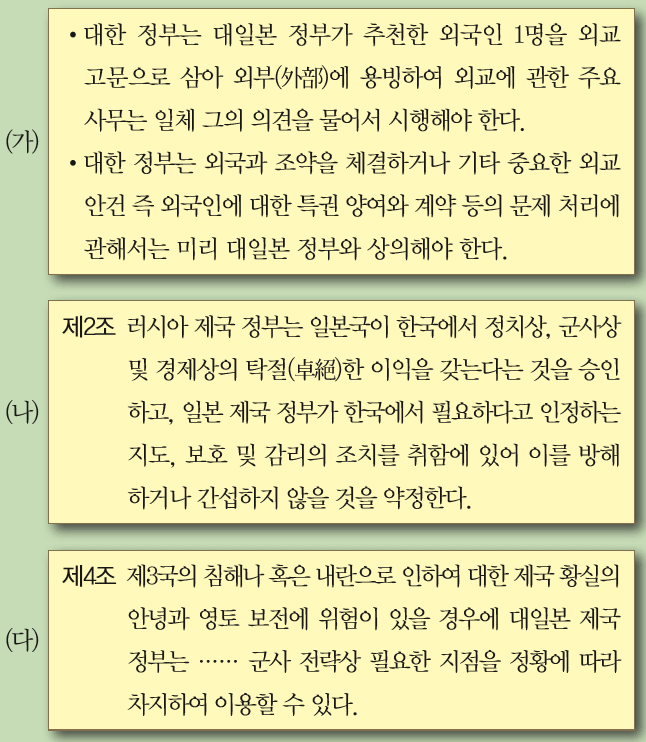 (가)
• 대한 정부는 대일본 정부가 추천한 외국인 1명을 외교
고문으로 삼아 외부(外部)에 용빙하여 외교에 관한 주요
사무는 일체 그의 의견을 물어서 시행해야 한다.
• 대한 정부는 외국과 조약을 체결하거나 기타 중요한 외교
안건 즉 외국인에 대한 특권 양여와 계약 등의 문제 처리에
관해서는 미리 대일본 정부와 상의해야 한다.
(나)
제2조 러시아 제국 정부는 일본국이 한국에서 정치상, 군사상
및 경제상의 탁절(卓絕)한 이익을 갖는다는 것을 승인
하고, 일본 제국 정부가 한국에서 필요하다고 인정하는
지도, 보호 및 감리의 조치를 취함에 있어 이를 방해
하거나 간섭하지 않을 것을 약정한다.
(다)
제4조 제3국의 침해나 혹은 내란으로 인하여 대한 제국 황실의
안녕과 영토 보전에 위험이 있을 경우에 대일본 제국
정부는 …… 군사 전략상 필요한 지점을 정황에 따라
차지하여 이용할 수 있다.